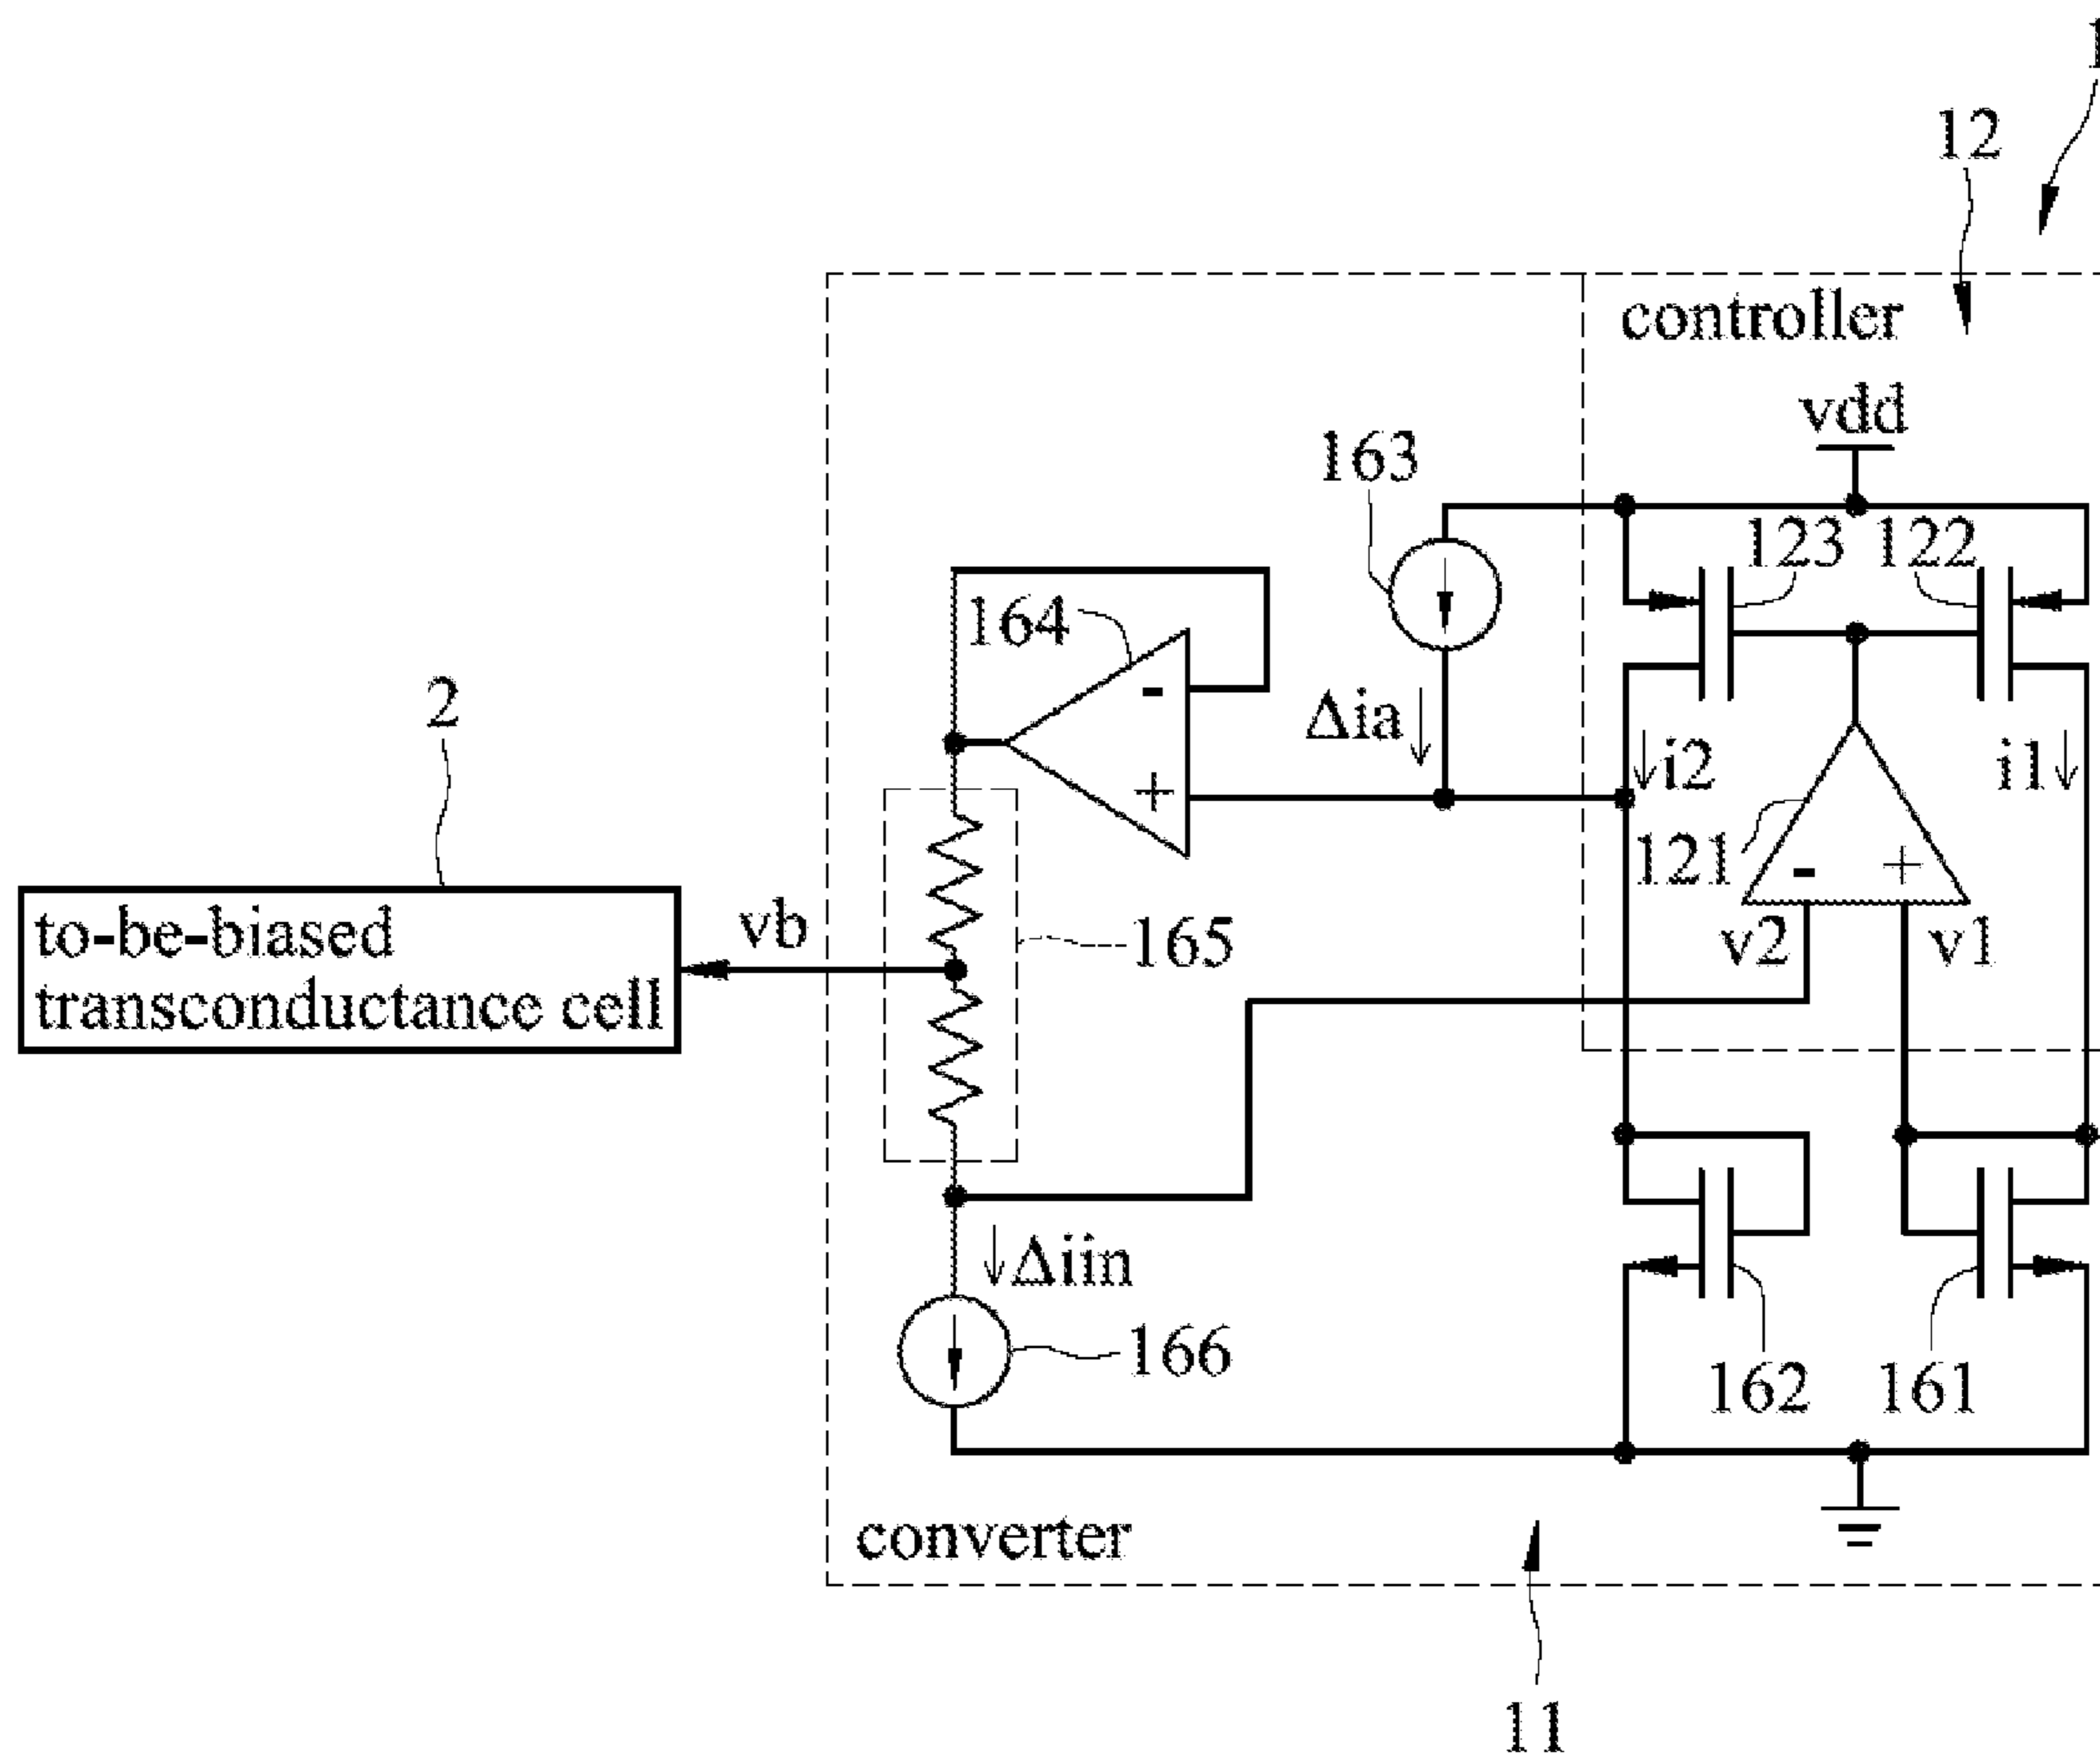 1
12
controller
vdd
163
123
122
164
2
Δia
i2
i1
-
+
121
-
+
to-be-biased
transconductance cell
vb
165
v2
v1
Δiin
166
162
161
converter
11